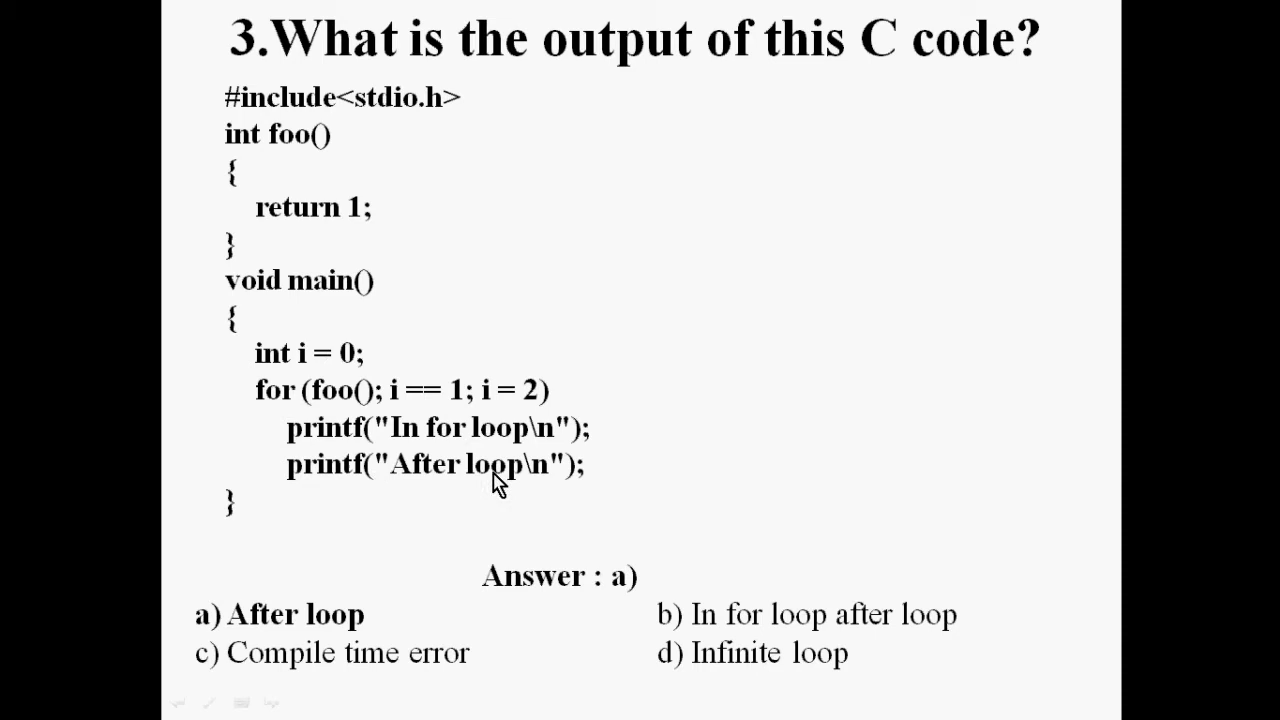 3.What is the output of this C code?
#include<stdio.h>
int foo()
{
return 1;
}
void main()
{
int i = 0;
for (foo(); i == 1; i = 2)
printf("In for loop\n");
printf("After loop\n");
}
Answer : a)
a) After loop
b) In for loop after loop
c) Compile time error
d) Infinite loop